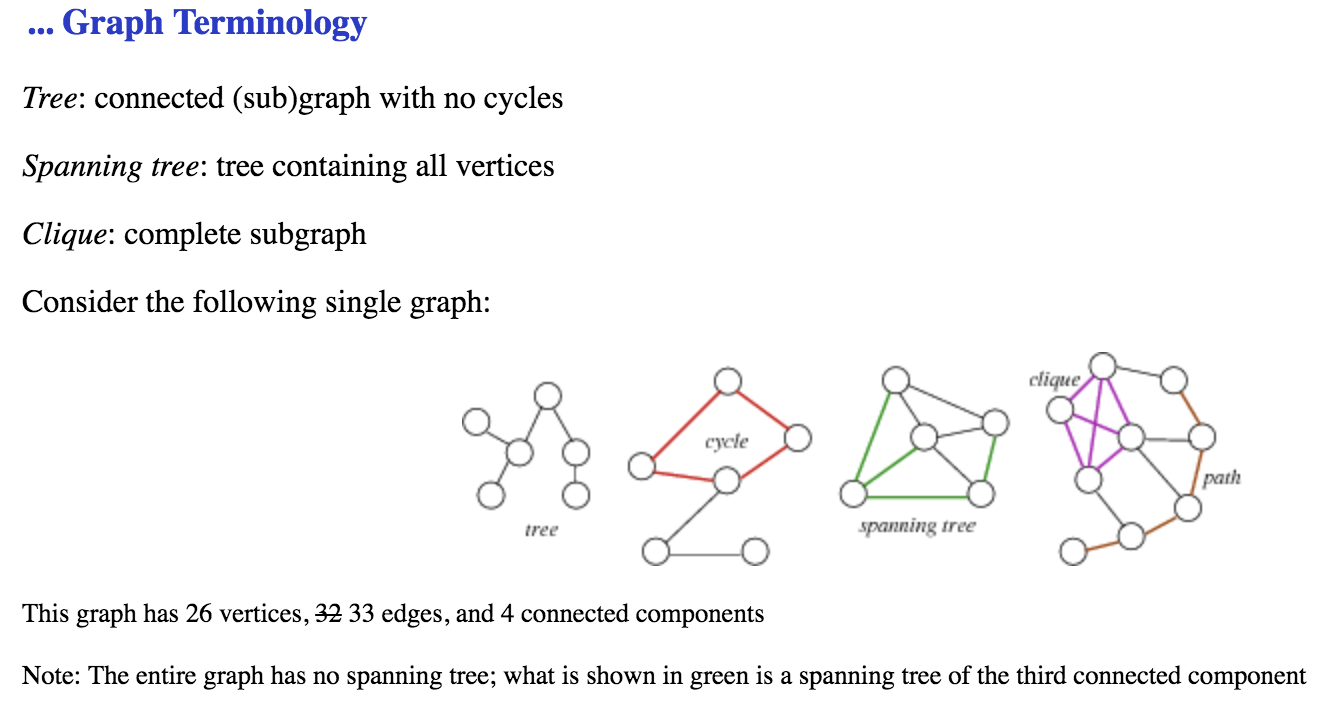 ... Graph Terminology
Tree: connected (sub)graph with no cycles
Spanning tree: tree containing all vertices
Clique: complete subgraph
Consider the following single graph:
clique
cycle
path
tree
spanning tree
This graph has 26 vertices, 32 33 edges, and 4 connected components
Note: The entire graph has no spanning tree; what is shown in green is a spanning tree of the third connected component